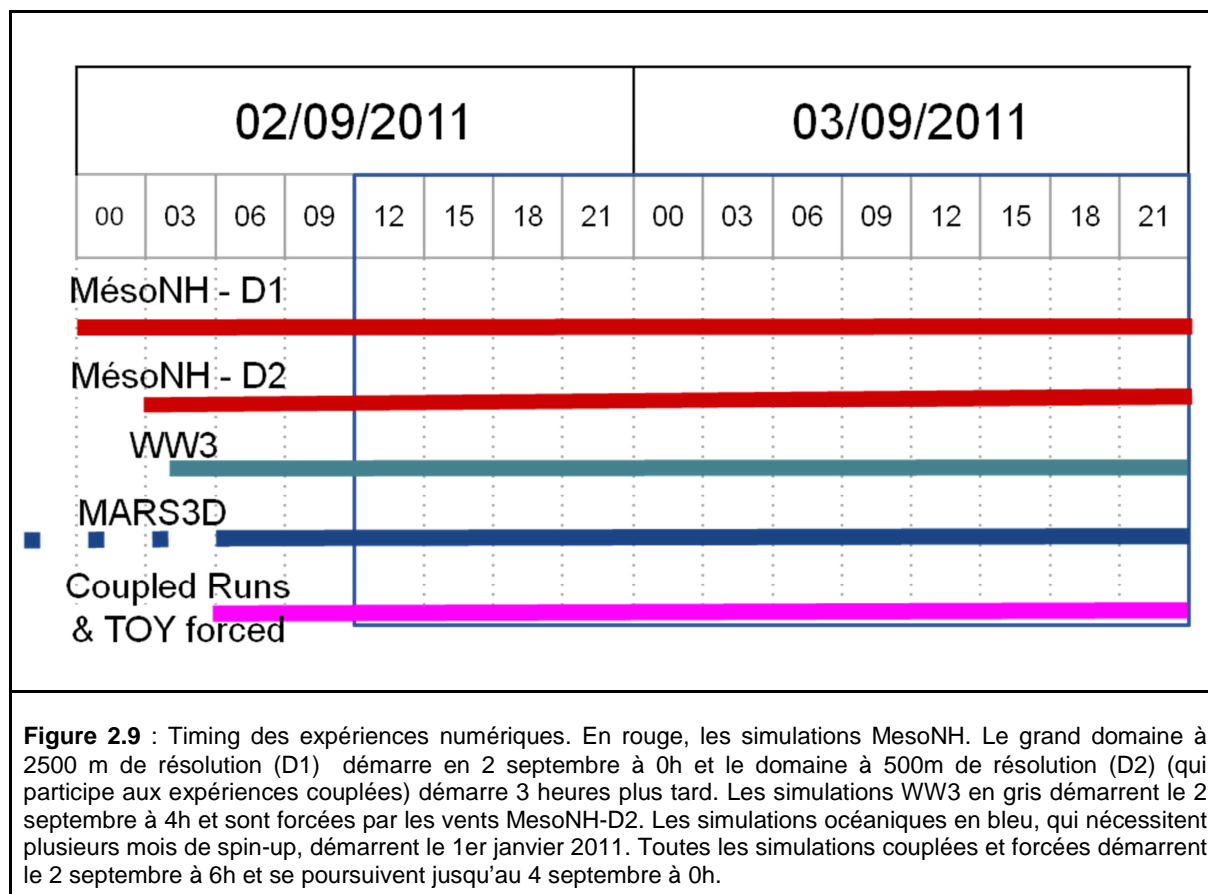 02/09/2011 03/09/2011
00 03 06 09 12 15 18 21 00 03 06 09 12 15 18 21
MésoNH - D1
MésoNH - D2
WW3
MARS3D
Coupled Runs
& TOY forced
Figure 2.9 : Timing des expériences numériques. En rouge, les simulations MesoNH. Le grand domaine à
2500 m de résolution (D1) démarre en 2 septembre à 0h et le domaine à 500m de résolution (D2) (qui
participe aux expériences couplées) démarre 3 heures plus tard. Les simulations WW3 en gris démarrent le 2
septembre à 4h et sont forcées par les vents MesoNH-D2. Les simulations océaniques en bleu, qui nécessitent
plusieurs mois de spin-up, démarrent le 1er janvier 2011. Toutes les simulations couplées et forcées démarrent
le 2 septembre à 6h et se poursuivent jusqu'au 4 septembre à 0h.